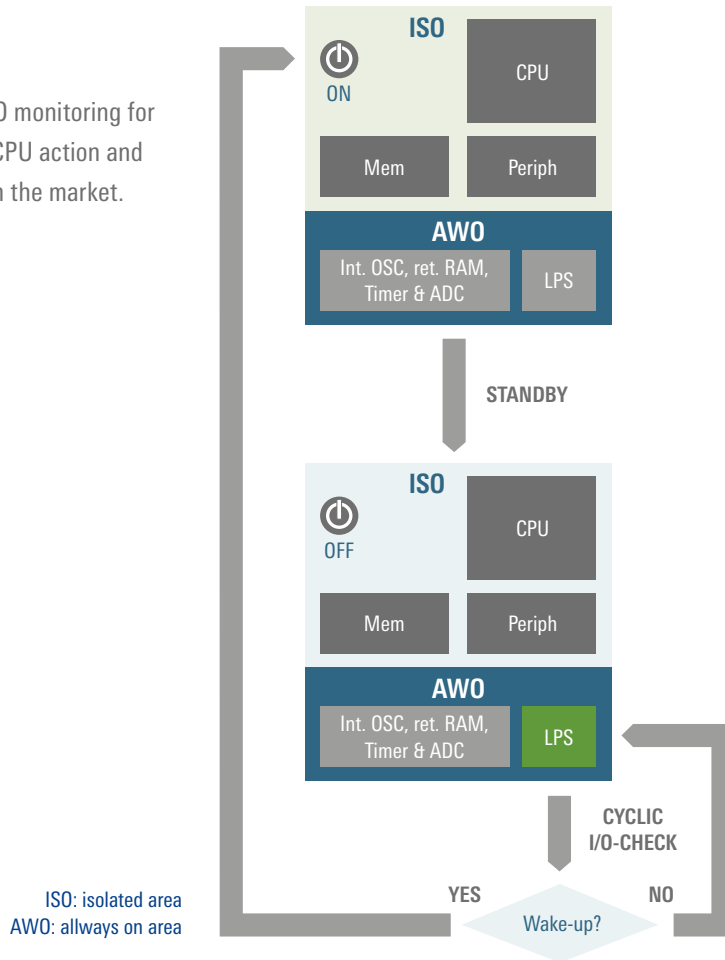 O monitoring for
CPU action and
n the market.
ISO
ON
CPU
Mem
Periph
AWO
Int. OSC, ret. RAM,
Timer & ADC
LPS
STANDBY
ISO
OFF
CPU
Mem
Periph
AWO
Int. OSC, ret. RAM,
Timer & ADC
LPS
CYCLIC
I/O-CHECK
YES
Wake-up?
NO
ISO: isolated area
AWO: allways on area